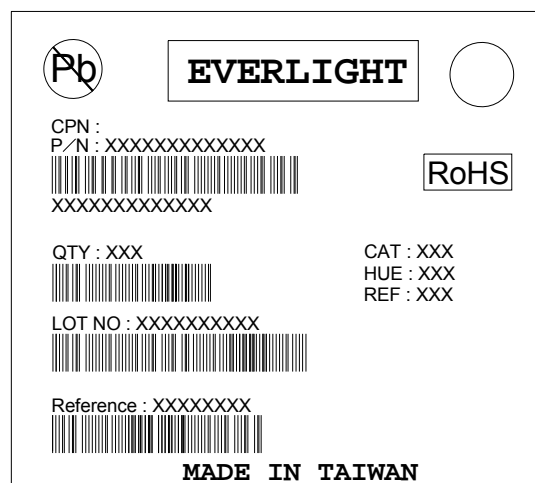 Pb
EVERLIGHT
CPN :
P/N : XXXXXXXXXXXXX
XXXXXXXXXXXXX
RoHS
QTY : XXX
CAT : XXX
HUE : XXX
REF : XXX
LOT NO : XXXXXXXXXX
Reference : XXXXXXXX
MADE IN TAIWAN